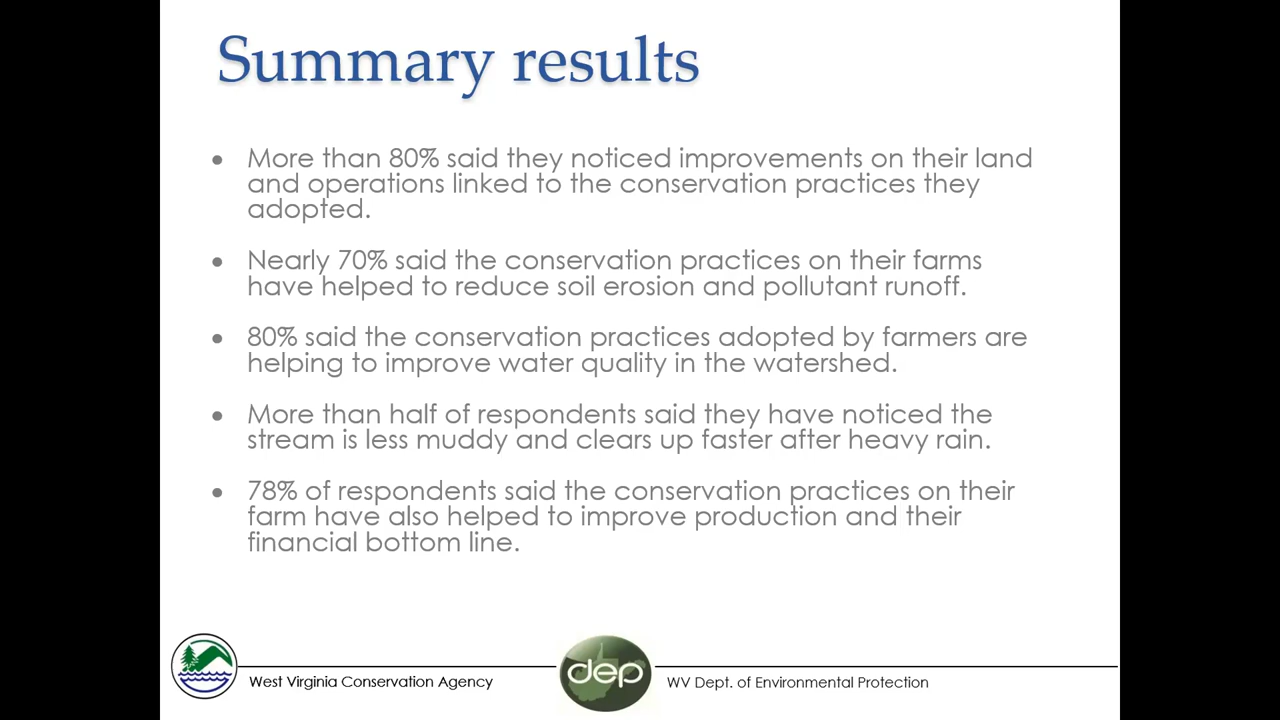 Summary results
• More than 80% said they noticed improvements on their land
and operations linked to the conservation practices they
adopted.
• Nearly 70% said the conservation practices on their farms
have helped to reduce soil erosion and pollutant runoff.
• 80% said the conservation practices adopted by farmers are
helping to improve water quality in the watershed.
• More than half of respondents said they have noticed the
stream is less muddy and clears up faster after heavy rain.
• 78% of respondents said the conservation practices on their
farm have also helped to improve production and their
financial bottom line.
West Virginia Conservation Agency
dep
WV Dept. of Environmental Protection